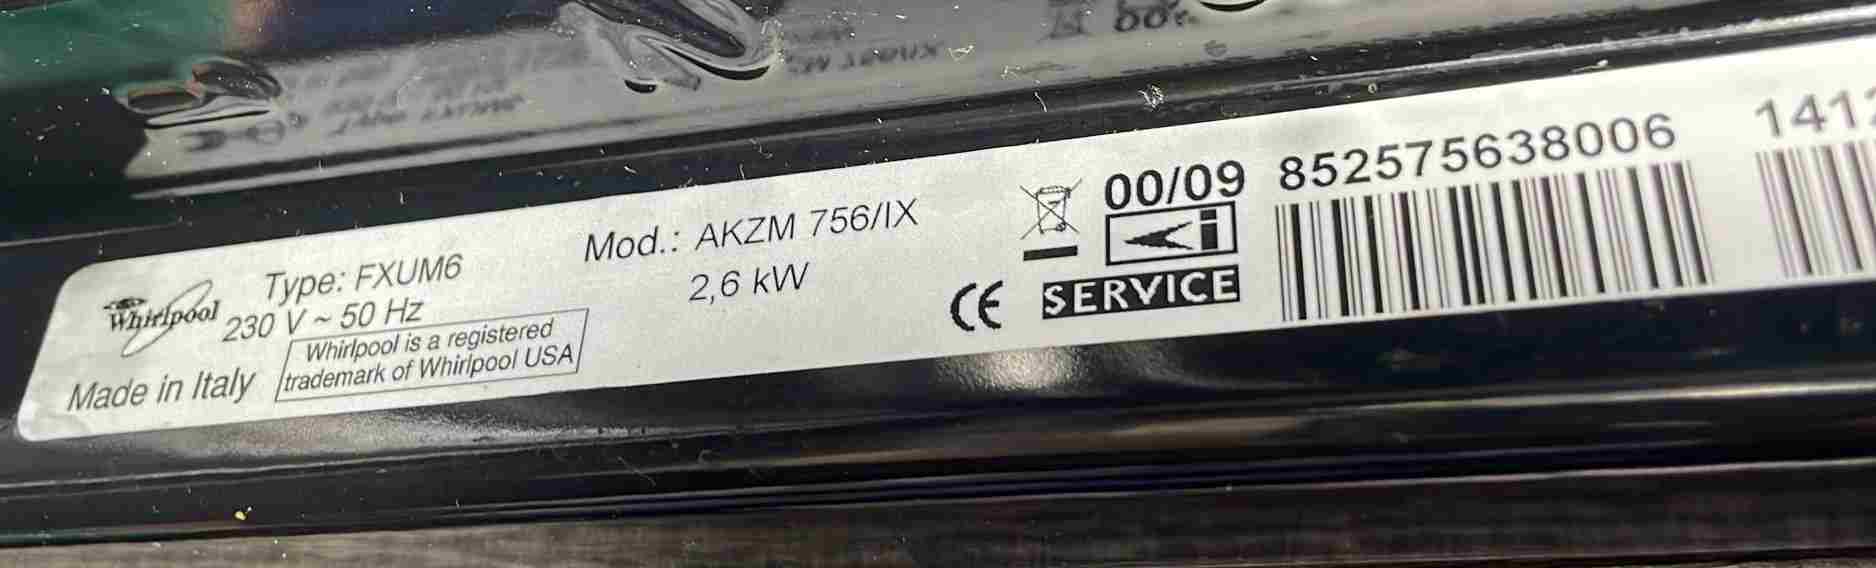 Whirlpool
Type: FXUM6
230 V ~ 50 Hz
Made in Italy
Whirlpool is a registered
trademark of Whirlpool USA
Mod.: AKZM 756/IX
2,6 kW
CE
00/09
i
SERVICE
852575638006
141